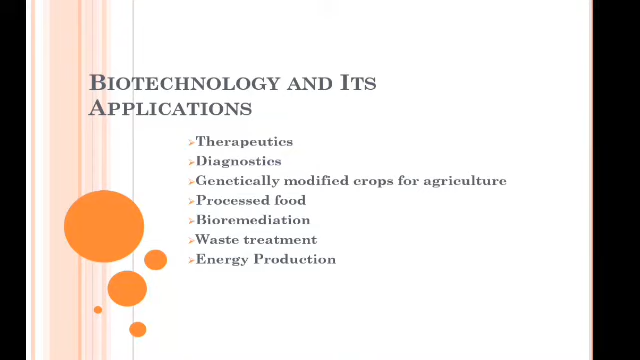 Biotechnology and Its
Applications
➢Therapeutics
➢Diagnostics
➢Genetically modified crops for agriculture
➢Processed food
➢Bioremediation
➢Waste treatment
➢Energy Production